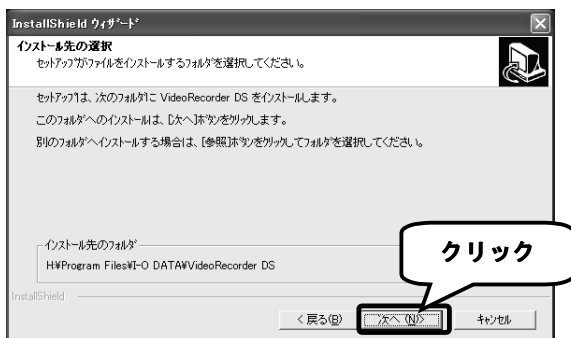 InstallShield ウィザード
インストール先の選択
セットアップがファイルをインストールするフォルダを選択してください。
セットアップは、次のフォルダに VideoRecorder DS をインストールします。
このフォルダへのインストールは、[次へ]ボタンをクリックします。
別のフォルダへインストールする場合は、[参照]ボタンをクリックしてフォルダを選択してください。
インストール先のフォルダ
H:¥Program Files¥I-O DATA¥VideoRecorder DS
クリック
InstallShield
< 戻る(B)
次へ (N)>
キャンセル